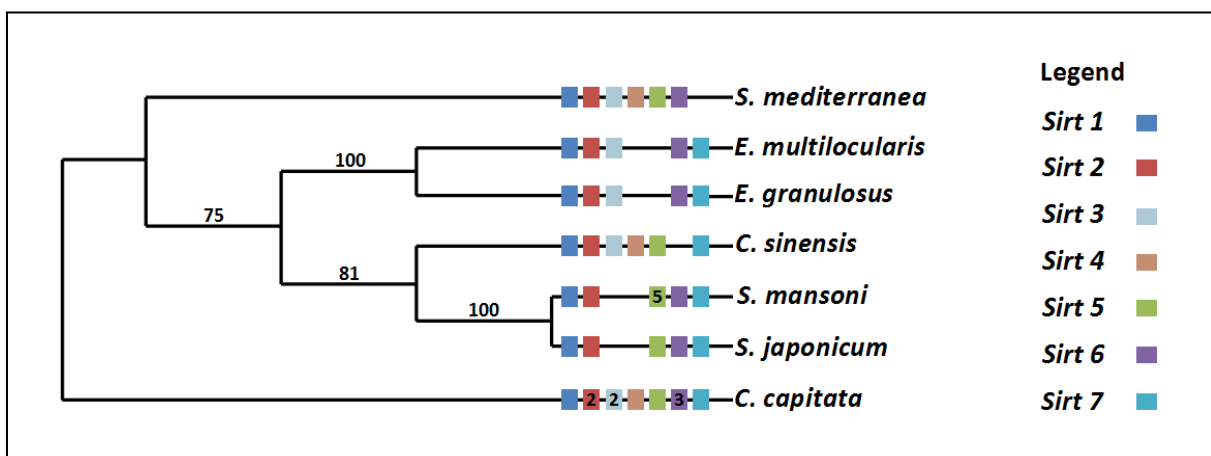 S. mediterranea
100
E. multilocularis
E. granulosus
75
C. sinensis
81
5
S. mansoni
100
S. japonicum
2 2 3
C. capitata
Legend
Sirt 1
Sirt 2
Sirt 3
Sirt 4
Sirt 5
Sirt 6
Sirt 7